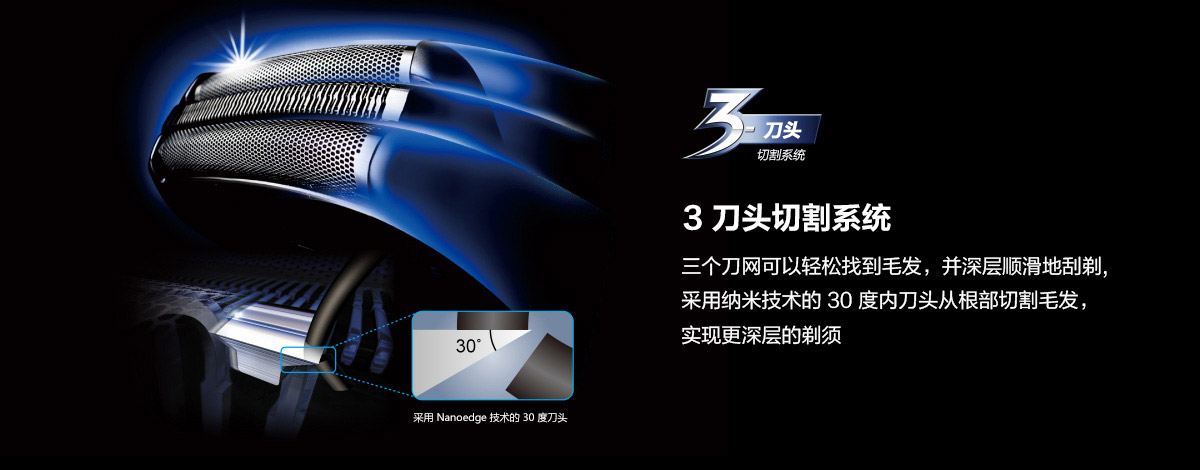 3-刀头
切割系统
3 刀头切割系统
三个刀网可以轻松找到毛发，并深层顺滑地刮剃，
采用纳米技术的 30 度内刀头从根部切割毛发，
实现更深层的剃须
30°
采用 Nanoedge 技术的 30 度刀头